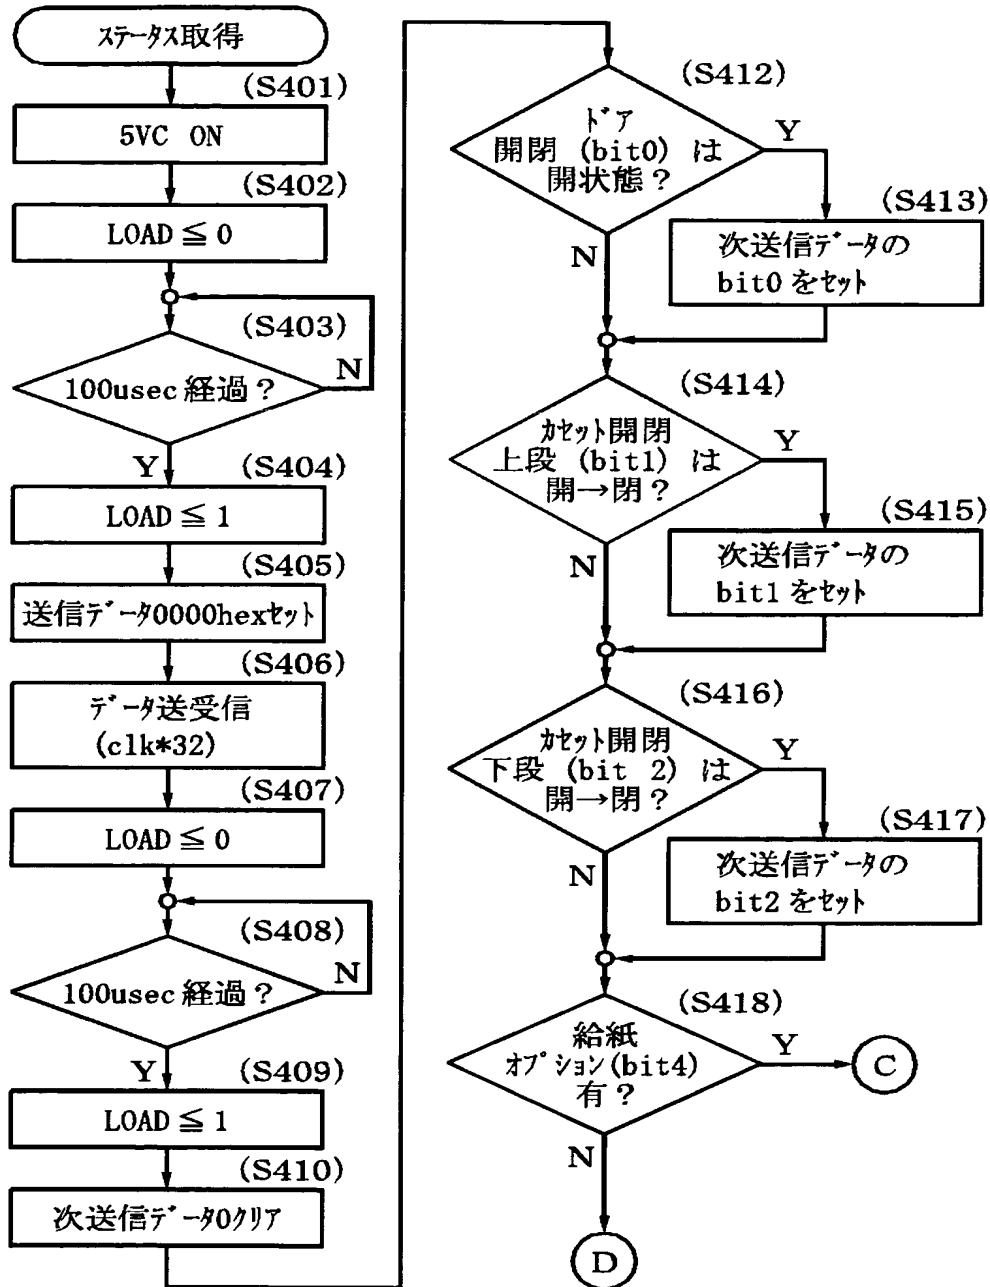 ステータス取得
(S401)
5VC ON
(S402)
LOAD ≦ 0
(S403)
100usec 経過?
N
Y
(S404)
LOAD ≦ 1
(S405)
送信データ0000hexセット
(S406)
データ送受信
(clk*32)
(S407)
LOAD ≦ 0
(S408)
100usec 経過?
N
Y
(S409)
LOAD ≦ 1
(S410)
次送信データ0クリア
(S412)
ドア
開閉 (bit0) は
開状態?
Y
N
(S413)
次送信データの
bit0 をセット
(S414)
カセット開閉
上段 (bit1) は
開→閉?
Y
N
(S415)
次送信データの
bit1 をセット
(S416)
カセット開閉
下段 (bit 2) は
開→閉?
Y
N
(S417)
次送信データの
bit2 をセット
(S418)
給紙
オプション(bit4)
有?
Y
C
N
D